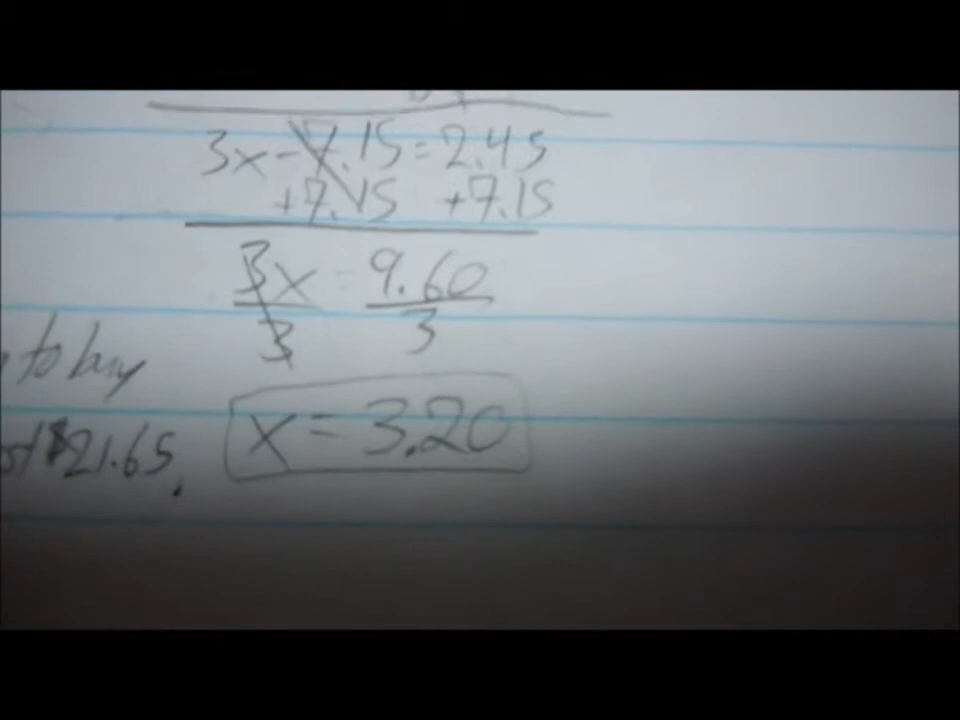 3x - 7.15 = 2.45
+7.15 +7.15
3x = 9.60
3 3
to buy
x = 3.20
$21.65.